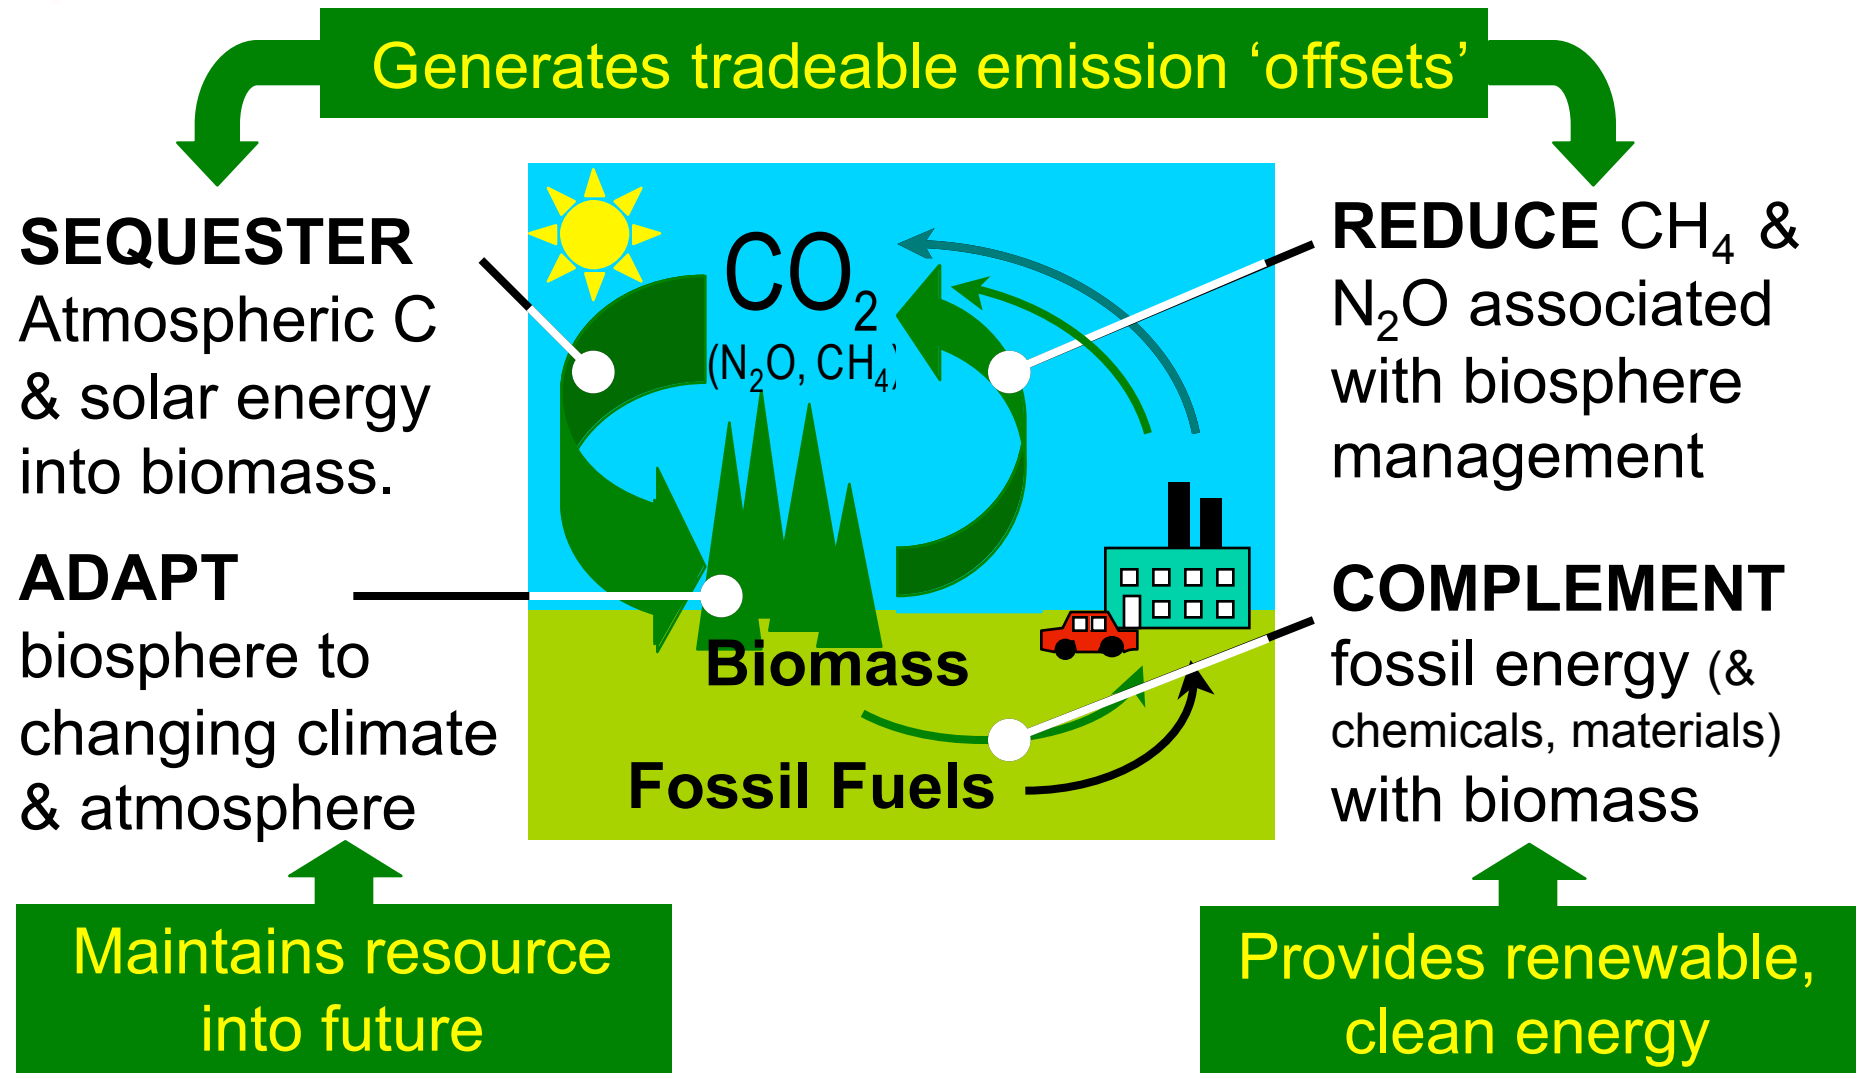 Generates tradeable emission ‘offsets’
SEQUESTER
Atmospheric C
& solar energy
into biomass.
ADAPT
biosphere to
changing climate
& atmosphere
CO₂
(N₂O, CH₄)
Biomass
Fossil Fuels
REDUCE CH₄ &
N₂O associated
with biosphere
management
COMPLEMENT
fossil energy (&
chemicals, materials)
with biomass
Maintains resource
into future
Provides renewable,
clean energy